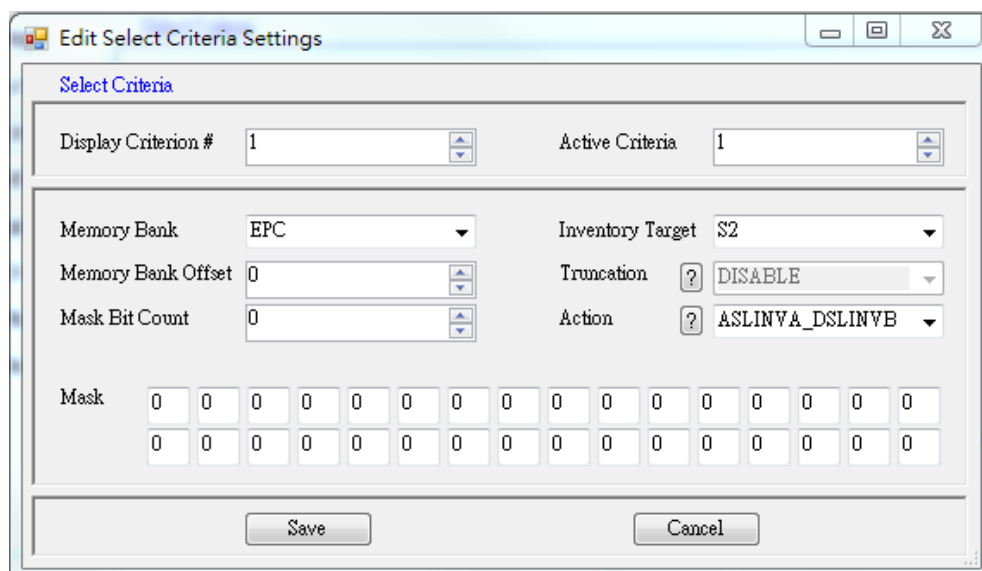 Edit Select Criteria Settings
Select Criteria
Display Criterion # 1 Active Criteria 1
Memory Bank EPC Inventory Target S2
Memory Bank Offset 0 Truncation ? DISABLE
Mask Bit Count 0 Action ? ASLINVA_DSLINVB
Mask 0 0 0 0 0 0 0 0 0 0 0 0 0 0 0 0
0 0 0 0 0 0 0 0 0 0 0 0 0 0 0 0
Save Cancel